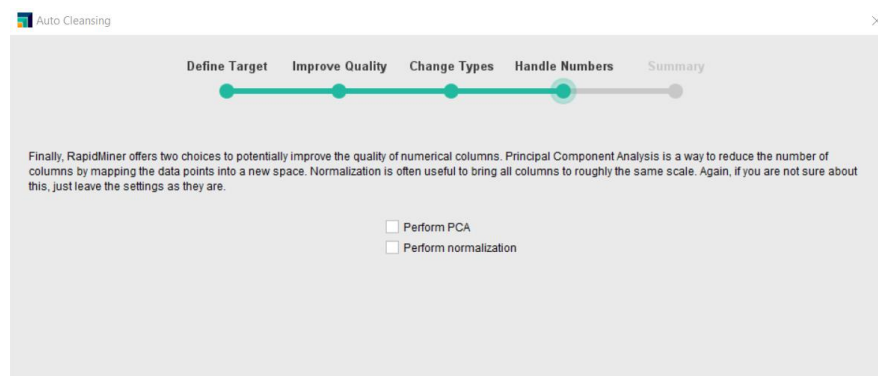 Auto Cleansing
Define Target Improve Quality Change Types Handle Numbers Summary
Finally, RapidMiner offers two choices to potentially improve the quality of numerical columns. Principal Component Analysis is a way to reduce the number of
columns by mapping the data points into a new space. Normalization is often useful to bring all columns to roughly the same scale. Again, if you are not sure about
this, just leave the settings as they are.
Perform PCA
Perform normalization